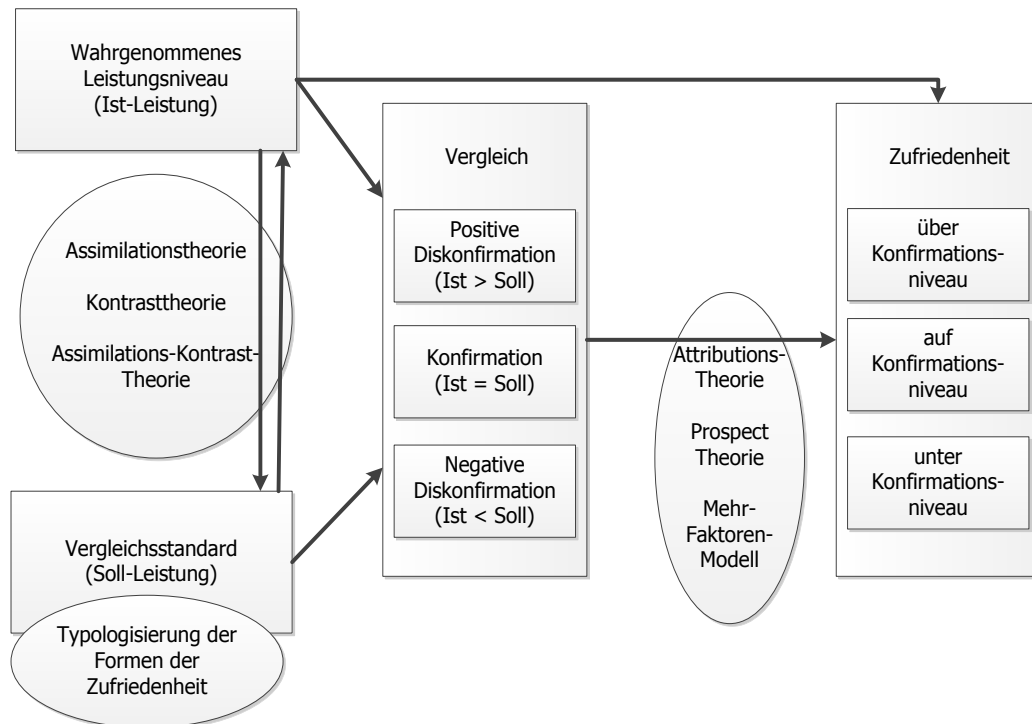 Wahrgenommenes
Leistungsniveau
(Ist-Leistung)
Assimilationstheorie
Kontrasttheorie
Assimilations-Kontrast-
Theorie
Vergleichsstandard
(Soll-Leistung)
Typologisierung der
Formen der
Zufriedenheit
Vergleich
Positive
Diskonfirmation
(Ist > Soll)
Konfirmation
(Ist = Soll)
Negative
Diskonfirmation
(Ist < Soll)
Attributions-
Theorie
Prospect
Theorie
Mehr-
Faktoren-
Modell
Zufriedenheit
über
Konfirmations-
niveau
auf
Konfirmations-
niveau
unter
Konfirmations-
niveau